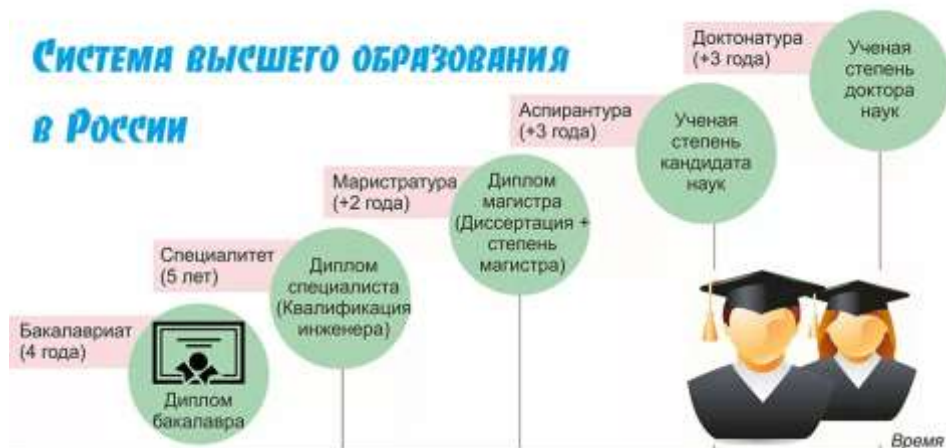 Система высшего образования
в России
Бакалавриат
(4 года)
Диплом
бакалавра
Специалитет
(5 лет)
Диплом
специалиста
(Квалификация
инженера)
Маристратура
(+2 года)
Диплом
магистра
(Диссертация +
степень
магистра)
Аспирантура
(+3 года)
Ученая
степень
кандидата
наук
Доктонатура
(+3 года)
Ученая
степень
доктора
наук
Время